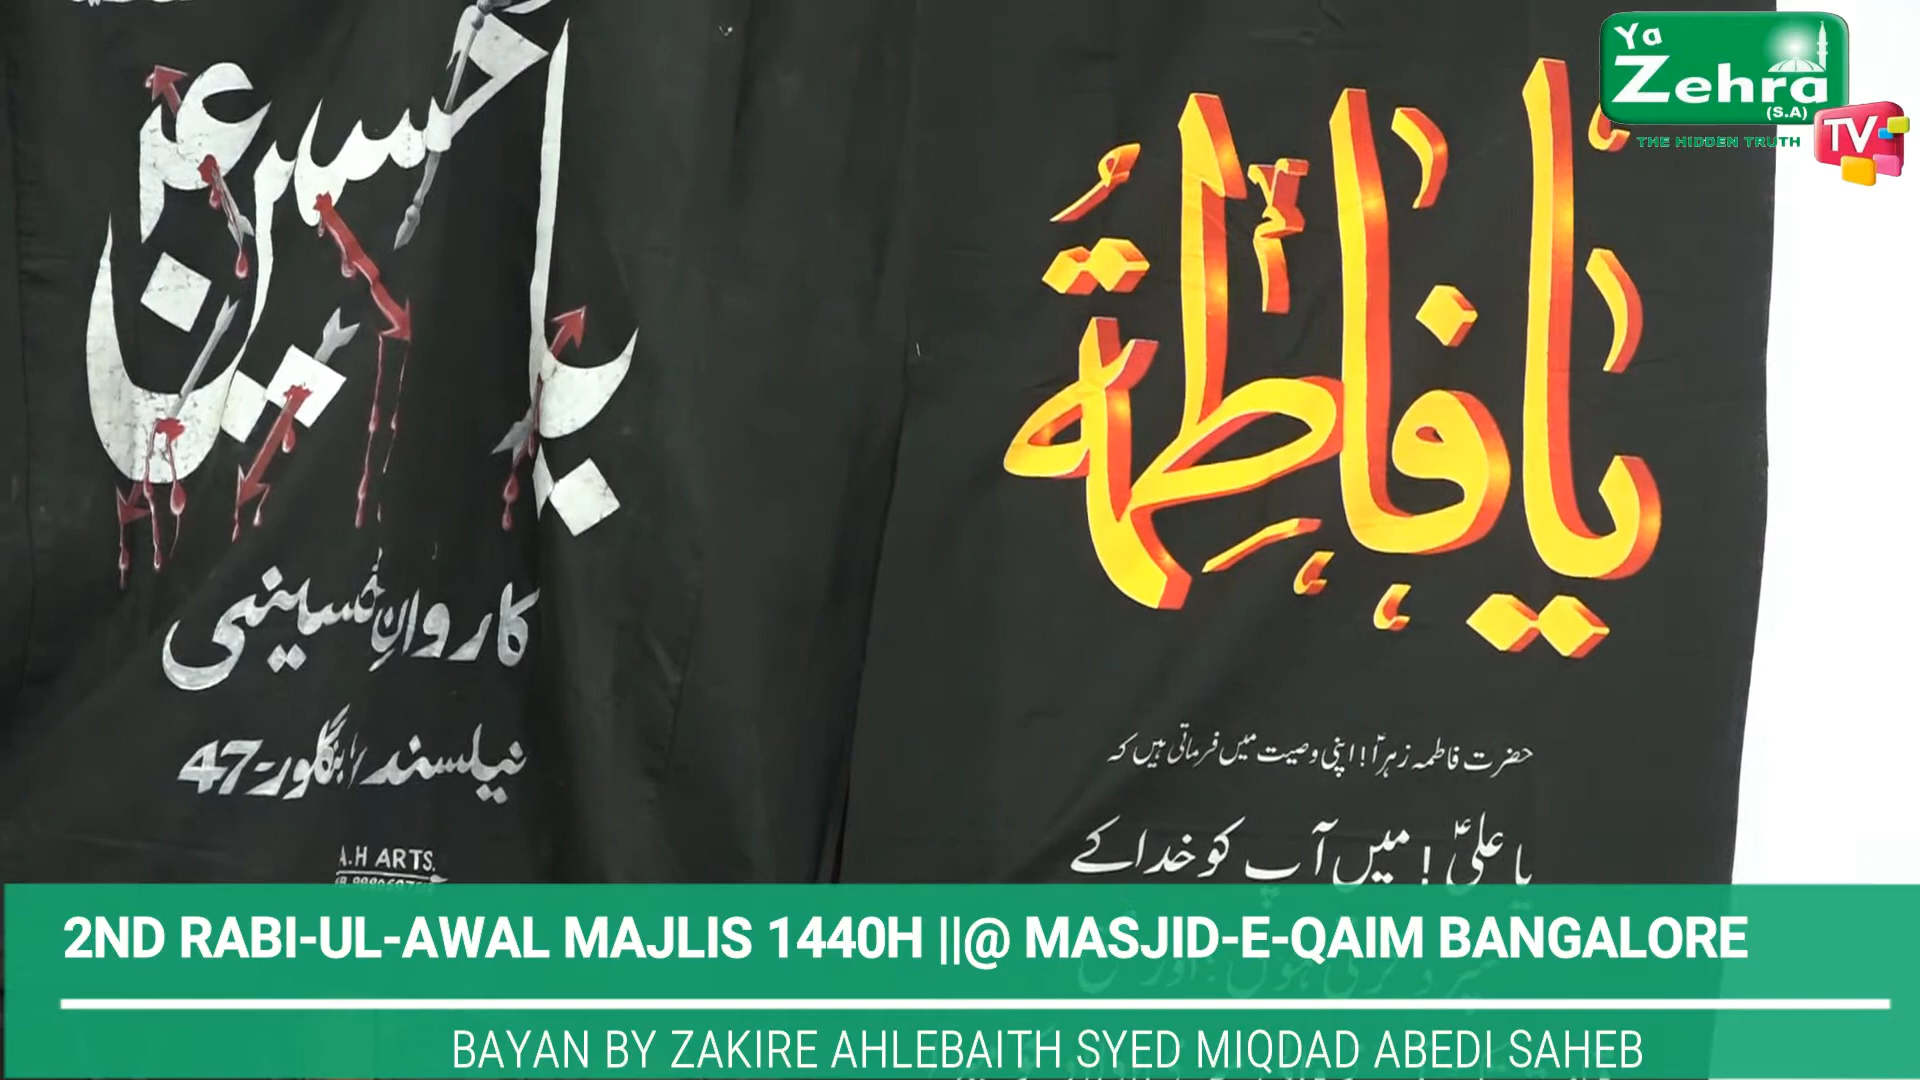 یا حسینؑ
کاروانِ حُسینی
نیلسندرا بنگلور-47
A.H ARTS.
Ya
Zehra
(S.A)
THE HIDDEN TRUTH
TV
یا فاطمةُ
حضرت فاطمہ زہراؑ! اپنی وصیت میں فرماتی ہیں کہ
یا علیؑ! میں آپ کو خدا کے
2ND RABI-UL-AWAL MAJLIS 1440H ||@ MASJID-E-QAIM BANGALORE
BAYAN BY ZAKIRE AHLEBAITH SYED MIQDAD ABEDI SAHEB